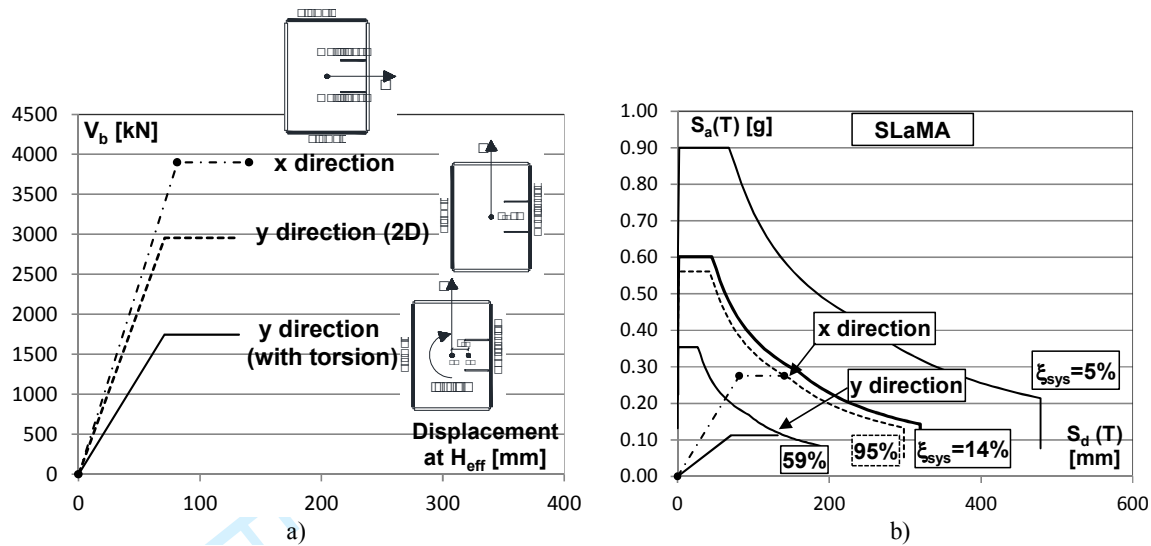 V_b [kN]
4500
4000
3500
3000
2500
2000
1500
1000
500
0
x direction
y direction (2D)
y direction
(with torsion)
Displacement
at H_eff [mm]
0 100 200 300 400
a)
S_a(T) [g]
SLaMA
1.00
0.90
0.80
0.70
0.60
0.50
0.40
0.30
0.20
0.10
0.00
x direction
y direction
ξ_sys=5%
S_d (T)
[mm]
59%
95%
ξ_sys=14%
0 200 400 600
b)